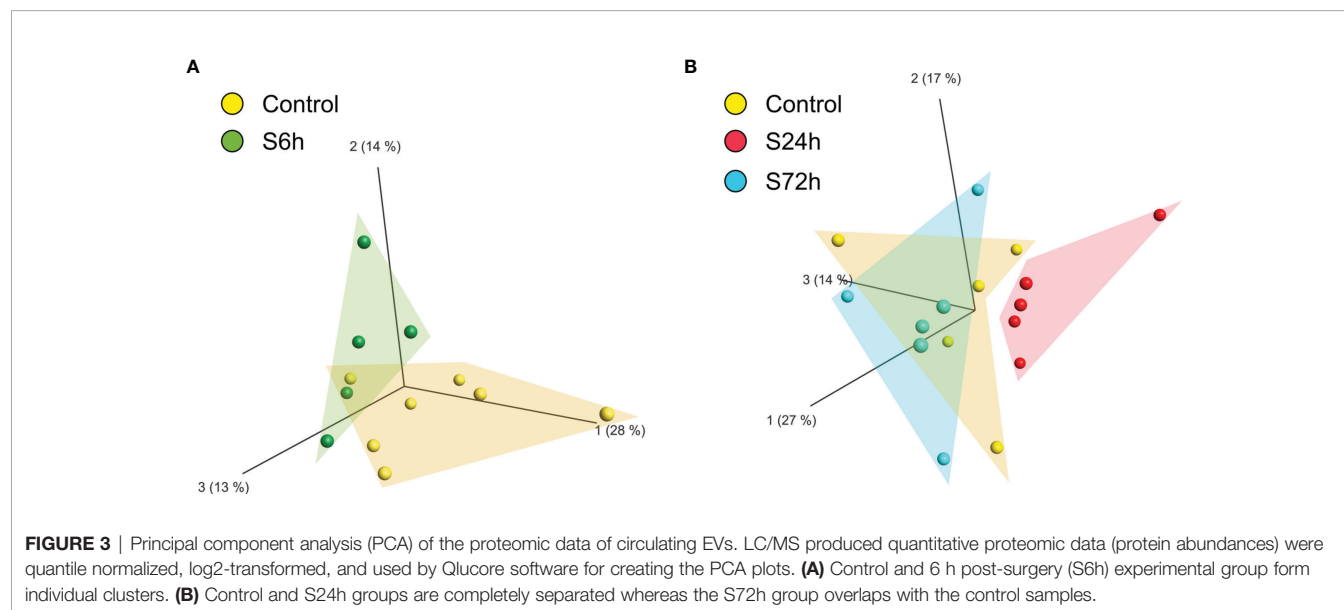 A
Control
S6h
2 (14 %)
1 (28 %)
3 (13 %)
B
Control
S24h
S72h
2 (17 %)
3 (14 %)
1 (27 %)
FIGURE 3 | Principal component analysis (PCA) of the proteomic data of circulating EVs. LC/MS produced quantitative proteomic data (protein abundances) were
quantile normalized, log2-transformed, and used by Qlucore software for creating the PCA plots. (A) Control and 6 h post-surgery (S6h) experimental group form
individual clusters. (B) Control and S24h groups are completely separated whereas the S72h group overlaps with the control samples.